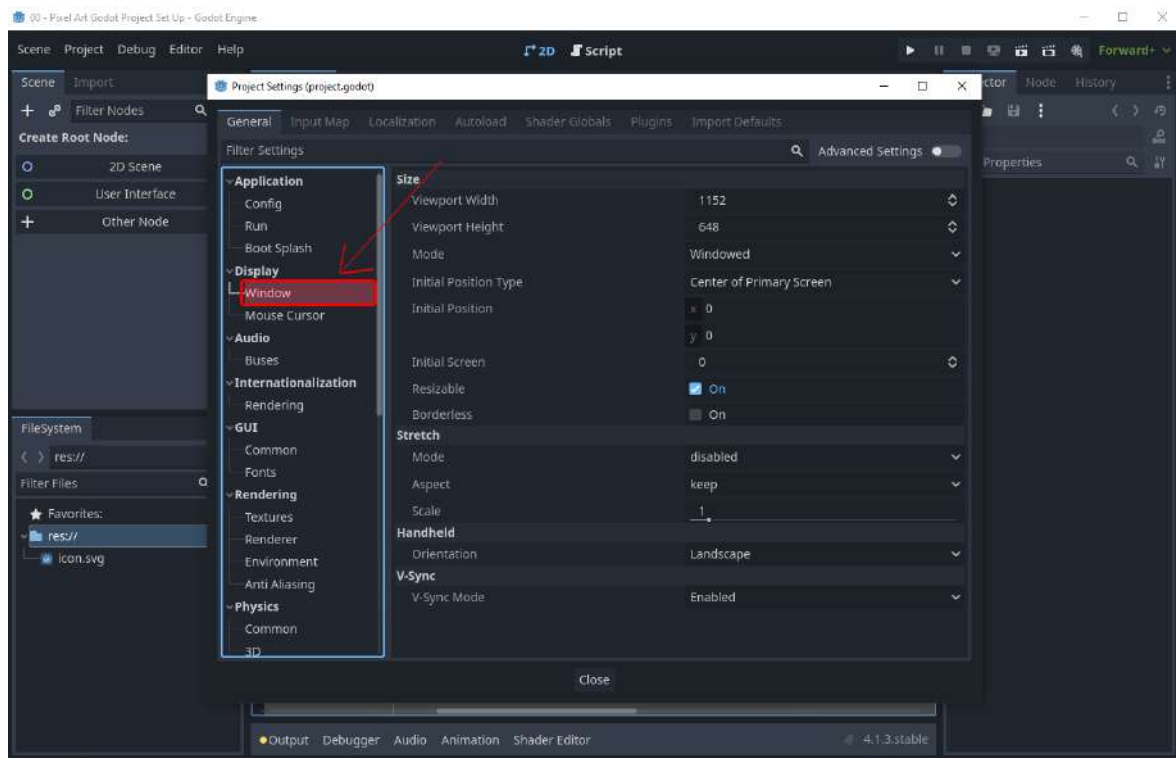 00 - Pixel Art Godot Project Set Up - Godot Engine
Scene Project Debug Editor Help
2D Script
Forward+
Scene Import
Filter Nodes
Create Root Node:
2D Scene
User Interface
Other Node
FileSystem
res://
Filter Files
Favorites:
res://
icon.svg
Project Settings (project.godot)
General Input Map Localization Autoload Shader Globals Plugins Import Defaults
Filter Settings
Advanced Settings
Application
Config
Run
Boot Splash
Display
Window
Mouse Cursor
Audio
Buses
Internationalization
Rendering
GUI
Common
Fonts
Rendering
Textures
Renderer
Environment
Anti Aliasing
Physics
Common
3D
Size
Viewport Width 1152
Viewport Height 648
Mode Windowed
Initial Position Type Center of Primary Screen
Initial Position x 0
y 0
Initial Screen 0
Resizable On
Borderless On
Stretch
Mode disabled
Aspect keep
Scale 1
Handheld
Orientation Landscape
V-Sync
V-Sync Mode Enabled
Close
ctor Node History
Properties
Output Debugger Audio Animation Shader Editor
4.1.3.stable